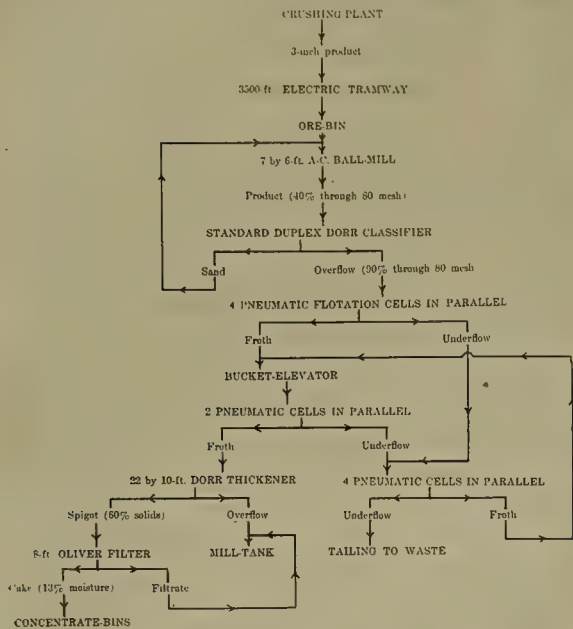 CRUSHING PLANT
3-inch product
3500-ft ELECTRIC TRAMWAY
ORE-BIN
7 by 6-ft. A.C. BALL-MILL
Product (40% through 80 mesh)
STANDARD DUPLEX DORR CLASSIFIER
Sand Overflow (90% through 80 mesh
4 PNEUMATIC FLOTATION CELLS IN PARALLEL
Froth Underflow
BUCKET-ELEVATOR
2 PNEUMATIC CELLS IN PARALLEL
Froth Underflow
22 by 10-ft. DORR THICKENER 4 PNEUMATIC CELLS IN PARALLEL
Spigot (60% solids) Overflow Underflow Froth
8-ft OLIVER FILTER MILL-TANK TAILING TO WASTE
Cake (13% moisture) Filtrate
CONCENTRATE-BINS